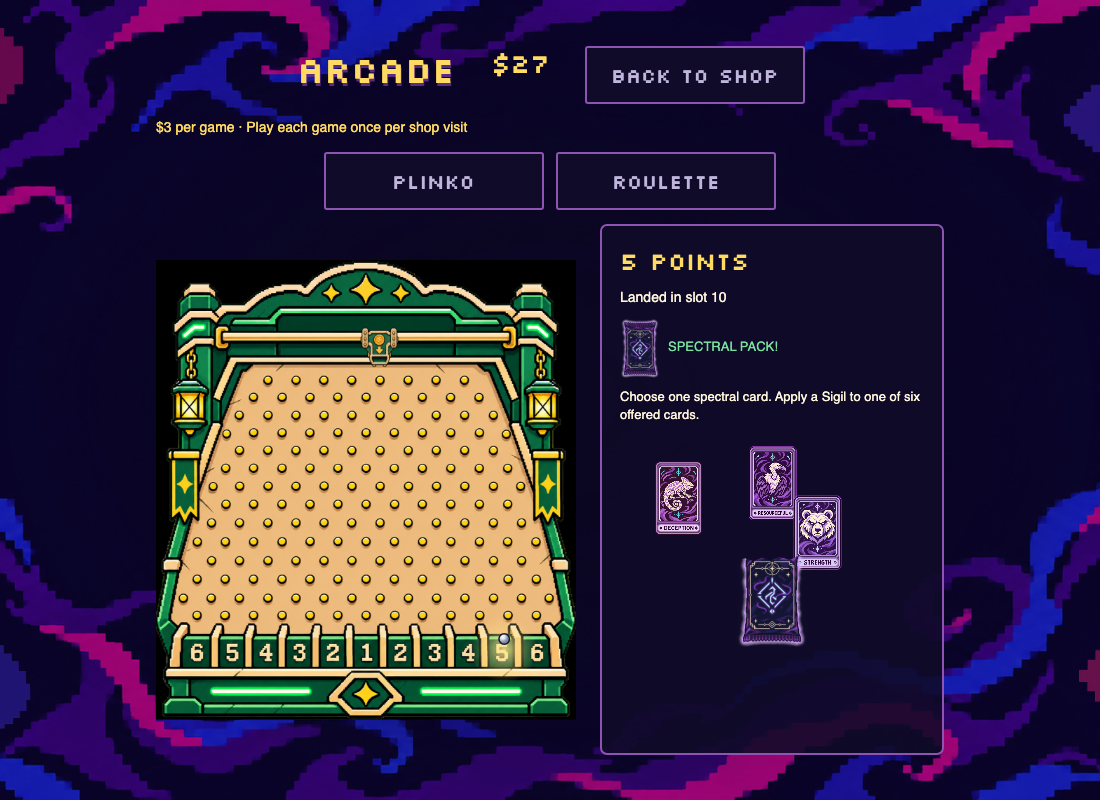 ARCADE
$27
BACK TO SHOP
$3 per game · Play each game once per shop visit
PLINKO
ROULETTE
5 POINTS
Landed in slot 10
SPECTRAL PACK!
Choose one spectral card. Apply a Sigil to one of six
offered cards.
DECEPTION
RESOURCEFUL
STRENGTH
6 5 4 3 2 1 2 3 4 5 6